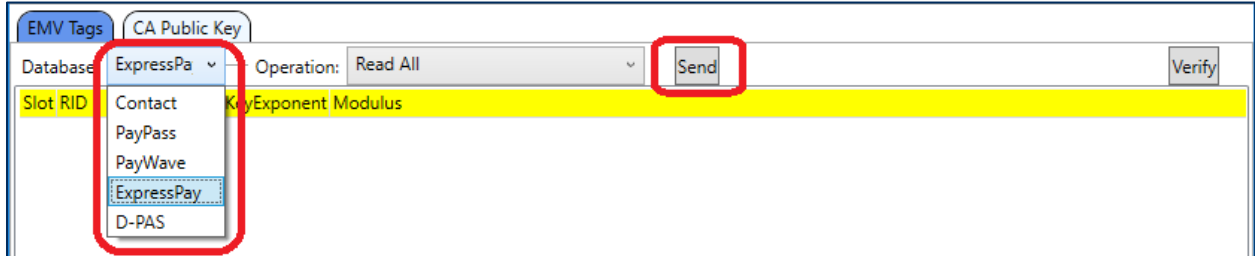 EMV Tags CA Public Key
Database ExpressPa Operation: Read All Send Verify
Slot RID KeyExponent Modulus
Contact
PayPass
PayWave
ExpressPay
D-PAS